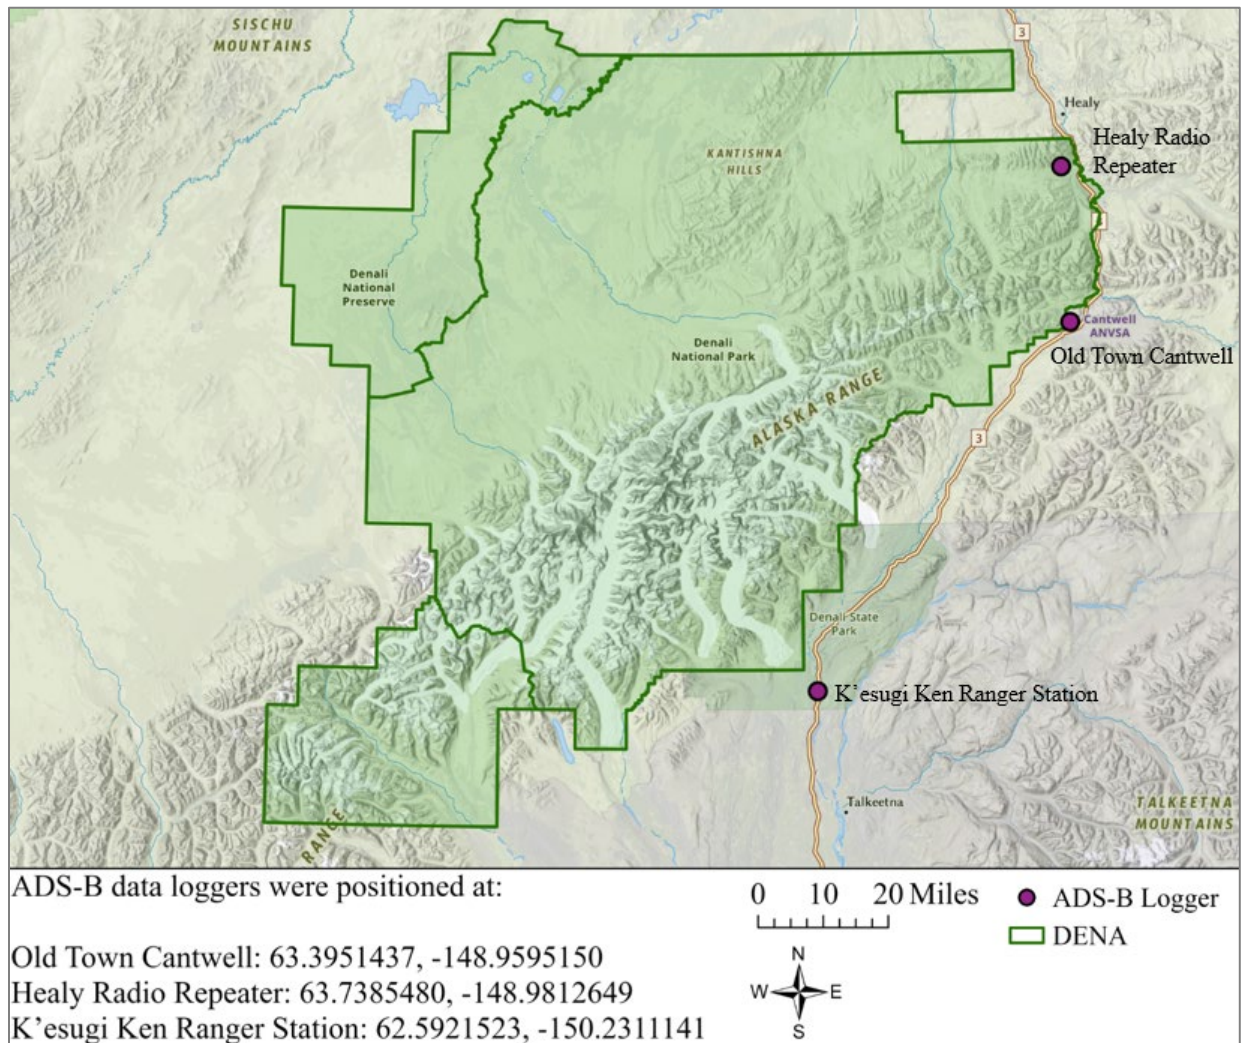 SISCHU
MOUNTAINS
3
Healy
Healy Radio
Repeater
KANTISHNA
HILLS
Denali
National
Preserve
Denali
National Park
Cantwell
ANVSA
Old Town Cantwell
ALASKA RANGE
3
Denali State
Park
K'esugi Ken Ranger Station
Talkeetna
TALKEETNA
MOUNTAINS
RANGE
ADS-B data loggers were positioned at:
Old Town Cantwell: 63.3951437, -148.9595150
Healy Radio Repeater: 63.7385480, -148.9812649
K'esugi Ken Ranger Station: 62.5921523, -150.2311141
0 10 20 Miles
N
W E
S
ADS-B Logger
DENA